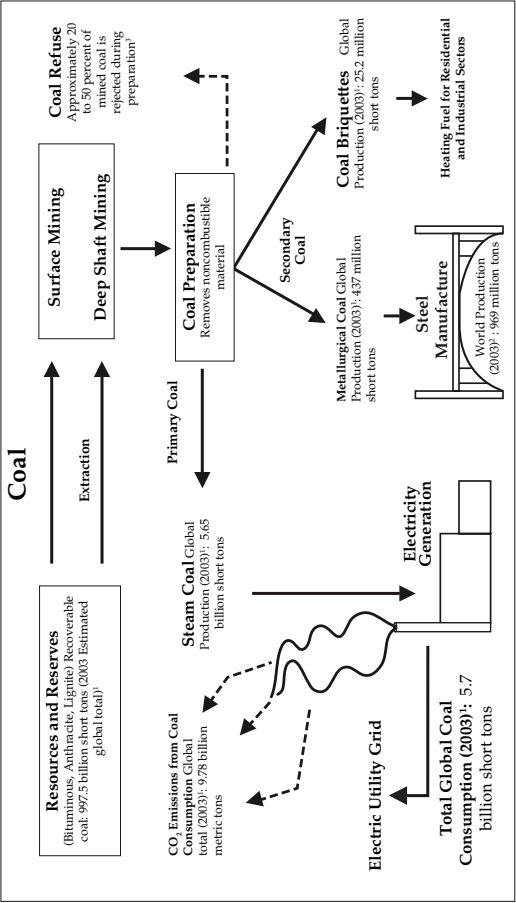 Coal
Resources and Reserves
(Bituminous, Anthracite, Lignite) Recoverable
coal: 997.5 billion short tons (2003 Estimated
global total)¹
Extraction
Surface Mining
Deep Shaft Mining
Coal Refuse
Approximately 20
to 50 percent of
mined coal is
rejected during
preparation³
Coal Preparation
Removes noncombustible
material
Primary Coal
Secondary
Coal
Steam Coal Global
Production (2003)¹: 5.65
billion short tons
Metallurgical Coal Global
Production (2003)¹: 437 million
short tons
Coal Briquettes Global
Production (2003)¹: 25.2 million
short tons
Heating Fuel for Residential
and Industrial Sectors
Steel
Manufacture
World Production
(2003)² : 969 million tons
Electricity
Generation
CO₂ Emissions from Coal
Consumption Global
total (2003)¹: 9.78 billion
metric tons
Electric Utility Grid
Total Global Coal
Consumption (2003)¹: 5.7
billion short tons